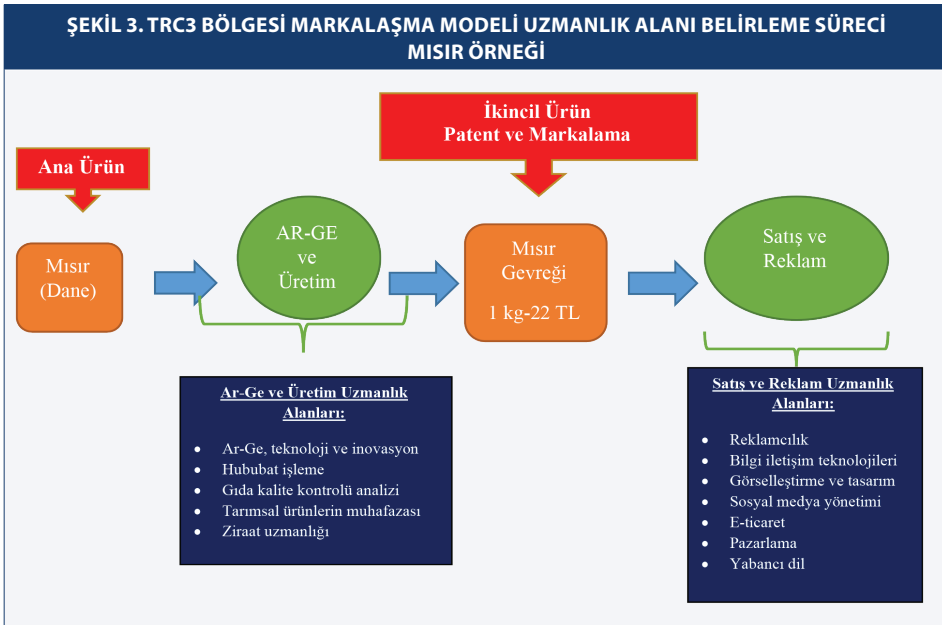 ŞEKİL 3. TRC3 BÖLGESİ MARKALAŞMA MODELİ UZMANLIK ALANI BELİRLEME SÜRECİ
MISIR ÖRNEĞİ
Ana Ürün
İkincil Ürün
Patent ve Markalama
Mısır
(Dane)
AR-GE
ve
Üretim
Mısır
Gevreği
1 kg-22 TL
Satış ve
Reklam
Ar-Ge ve Üretim Uzmanlık
Alanları:
• Ar-Ge, teknoloji ve inovasyon
• Hububat işleme
• Gıda kalite kontrolü analizi
• Tarımsal ürünlerin muhafazası
• Ziraat uzmanlığı
Satış ve Reklam Uzmanlık
Alanları:
• Reklamcılık
• Bilgi iletişim teknolojileri
• Görselleştirme ve tasarım
• Sosyal medya yönetimi
• E-ticaret
• Pazarlama
• Yabancı dil